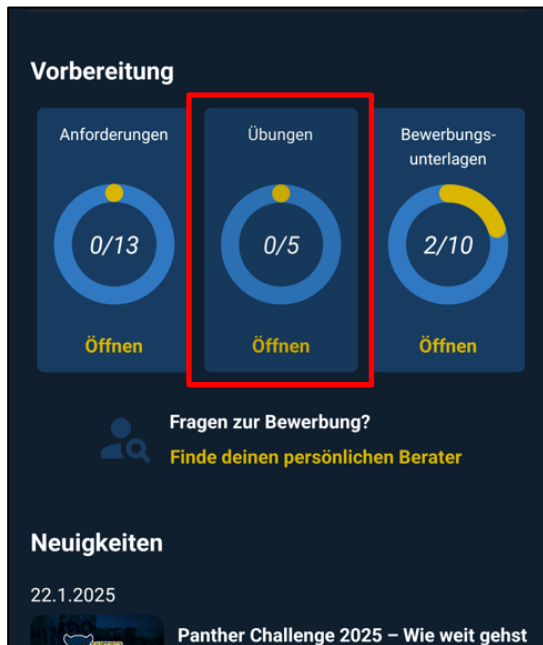 Vorbereitung
Anforderungen
0/13
Öffnen
Übungen
0/5
Öffnen
Bewerbungs-
unterlagen
2/10
Öffnen
Fragen zur Bewerbung?
Finde deinen persönlichen Berater
Neuigkeiten
22.1.2025
Panther Challenge 2025 – Wie weit gehst